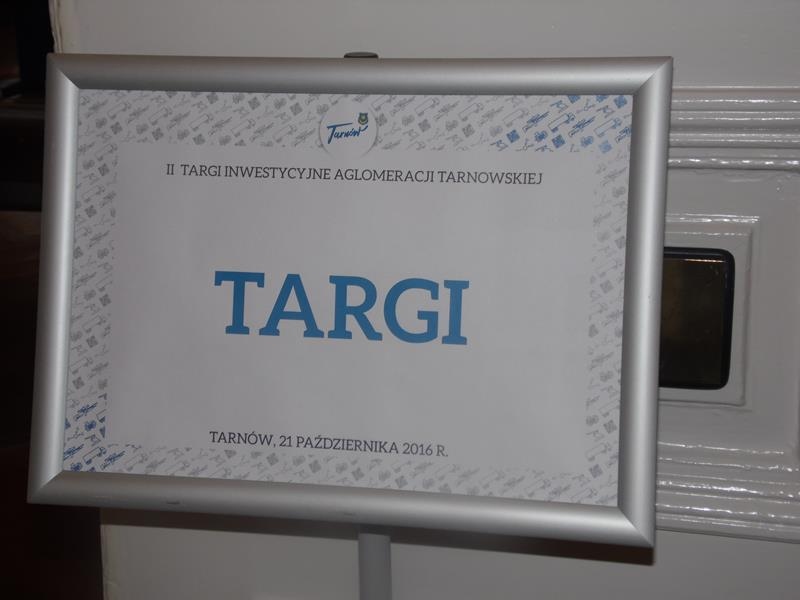 Tarnów
II TARGI INWESTYCYJNE AGLOMERACJI TARNOWSKIEJ
TARGI
TARNÓW, 21 PAŹDZIERNIKA 2016 R.